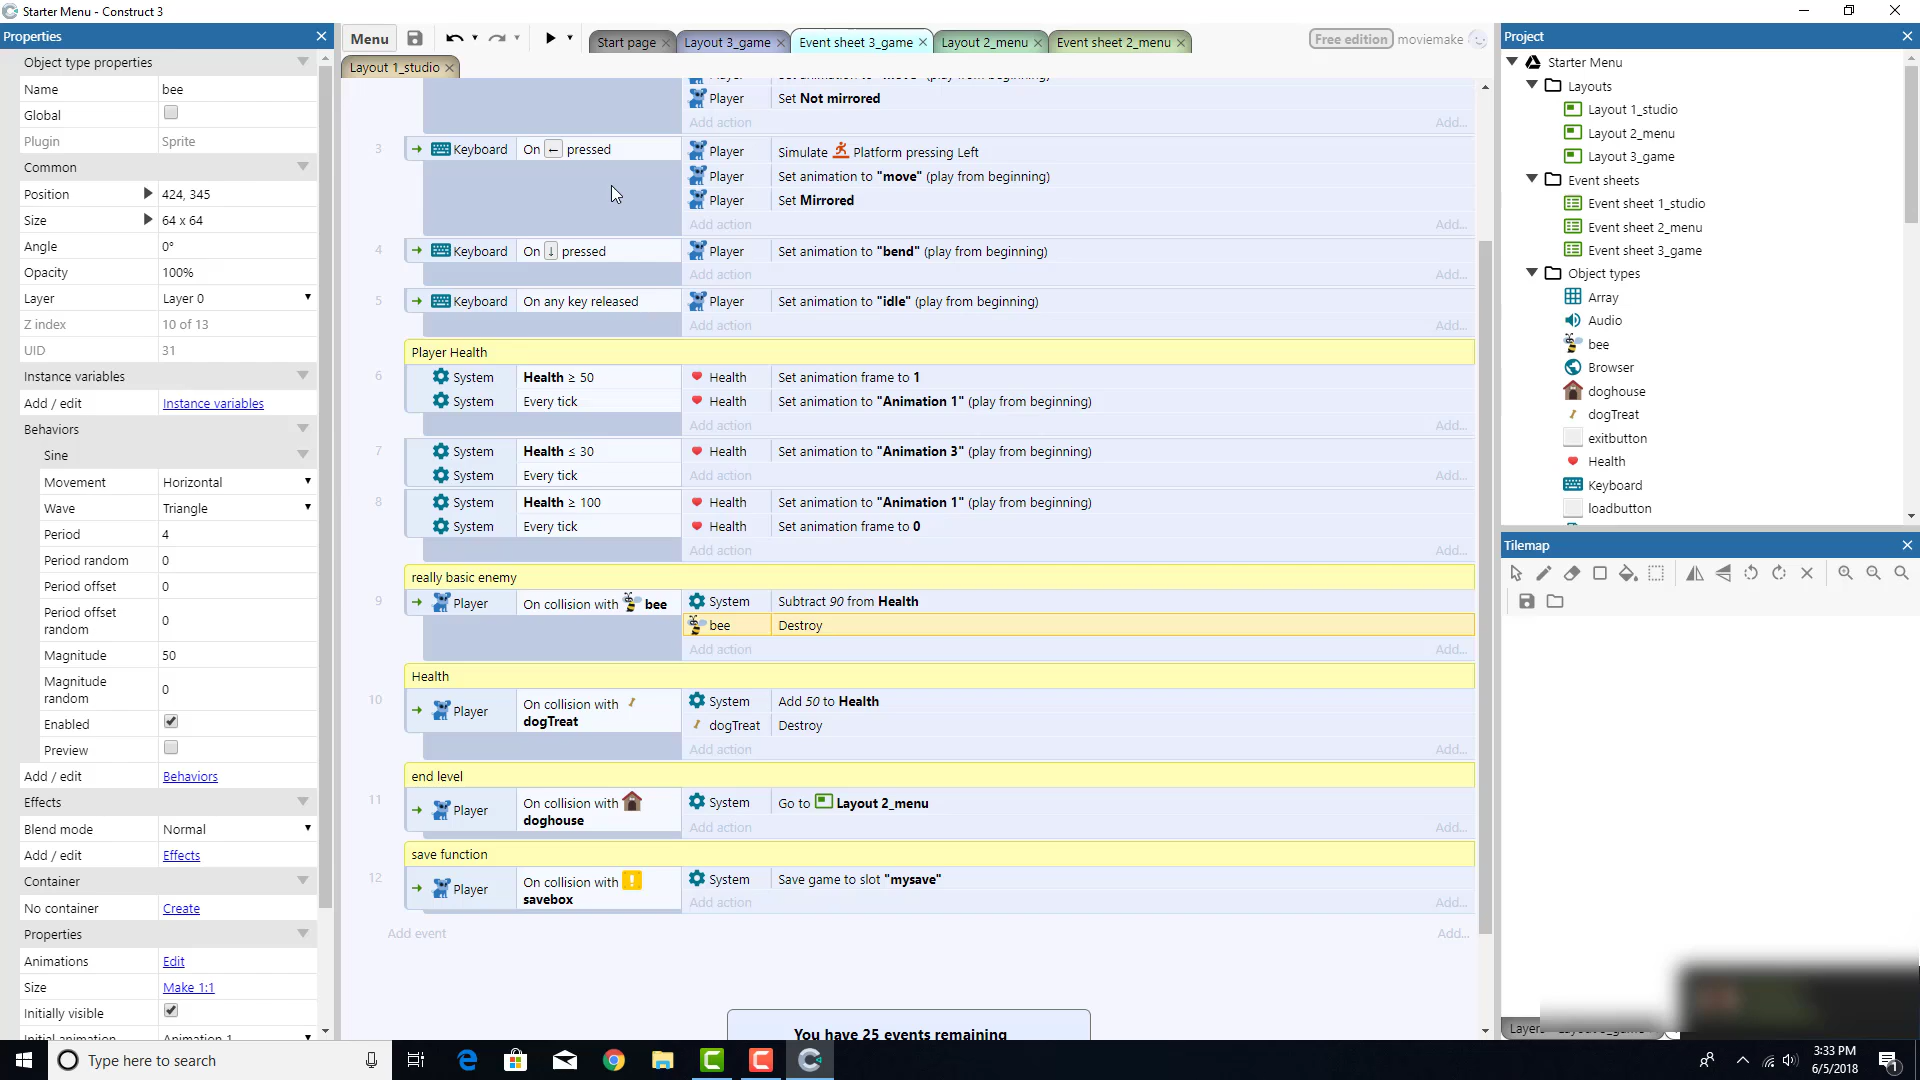 Starter Menu - Construct 3
Properties
Object type properties
Name bee
Global
Plugin Sprite
Common
Position 424, 345
Size 64 x 64
Angle 0°
Opacity 100%
Layer Layer 0
Z index 10 of 13
UID 31
Instance variables
Add / edit Instance variables
Behaviors
Sine
Movement Horizontal
Wave Triangle
Period 4
Period random 0
Period offset 0
Period offset
random 0
Magnitude 50
Magnitude
random 0
Enabled
Preview
Add / edit Behaviors
Effects
Blend mode Normal
Add / edit Effects
Container
No container Create
Properties
Animations Edit
Size Make 1:1
Initially visible
Initial animation Animation 1
Menu
Start page Layout 3_game Event sheet 3_game Layout 2_menu Event sheet 2_menu
Free edition moviemake
Layout 1_studio
Player Set animation to "move" (play from beginning)
Player Set Not mirrored
Add action Add...
3 Keyboard On ← pressed Player Simulate Platform pressing Left
Player Set animation to "move" (play from beginning)
Player Set Mirrored
Add action Add...
4 Keyboard On ↓ pressed Player Set animation to "bend" (play from beginning)
Add action Add...
5 Keyboard On any key released Player Set animation to "idle" (play from beginning)
Add action Add...
Player Health
6 System Health ≥ 50 Health Set animation frame to 1
System Every tick Health Set animation to "Animation 1" (play from beginning)
Add action Add...
7 System Health ≤ 30 Health Set animation to "Animation 3" (play from beginning)
System Every tick Add action Add...
8 System Health ≥ 100 Health Set animation to "Animation 1" (play from beginning)
System Every tick Health Set animation frame to 0
Add action Add...
really basic enemy
9 Player On collision with bee System Subtract 90 from Health
bee Destroy
Add action Add...
Health
10 Player On collision with dogTreat System Add 50 to Health
dogTreat Destroy
Add action Add...
end level
11 Player On collision with doghouse System Go to Layout 2_menu
Add action Add...
save function
12 Player On collision with savebox System Save game to slot "mysave"
Add action Add...
Add event Add...
You have 25 events remaining
Project
Starter Menu
Layouts
Layout 1_studio
Layout 2_menu
Layout 3_game
Event sheets
Event sheet 1_studio
Event sheet 2_menu
Event sheet 3_game
Object types
Array
Audio
bee
Browser
doghouse
dogTreat
exitbutton
Health
Keyboard
loadbutton
Tilemap
Type here to search
3:33 PM
6/5/2018
1